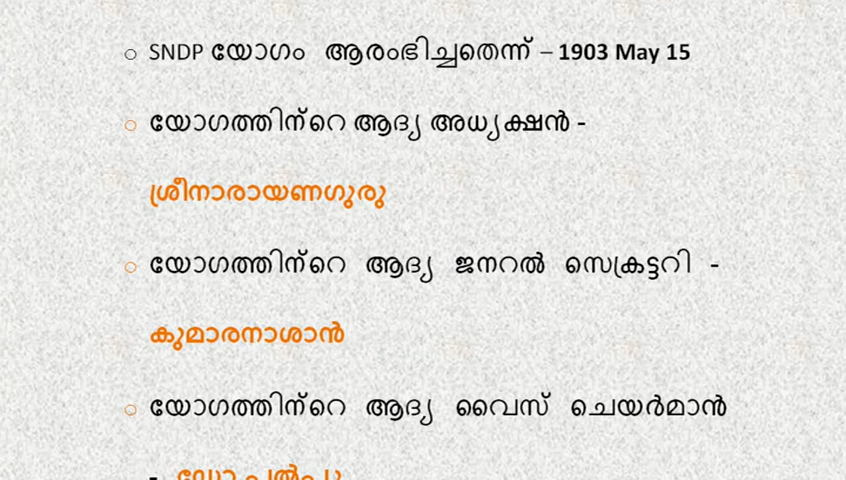 SNDP യോഗം ആരംഭിച്ചതെന്ന് – 1903 May 15
യോഗത്തിന്റെ ആദ്യ അധ്യക്ഷൻ -
ശ്രീനാരായണഗുരു
യോഗത്തിന്റെ ആദ്യ ജനറൽ സെക്രട്ടറി -
കുമാരനാശാൻ
യോഗത്തിന്റെ ആദ്യ വൈസ് ചെയർമാൻ
-